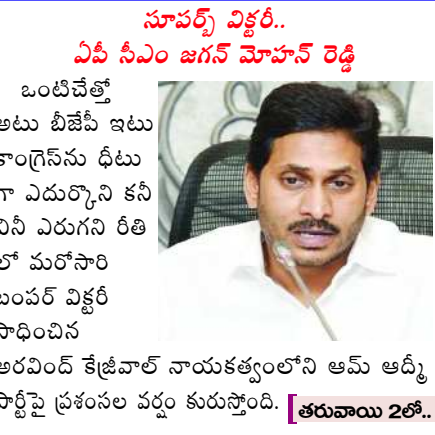 సూపర్బ్ విక్టరీ..
ఏపీ సీఎం జగన్ మోహన్ రెడ్డి
ఒంటిచేత్తో
అటు బీజేపీ ఇటు
కాంగ్రెస్‌ను ధీటు
గా ఎదుర్కొని కనీ
వినీ ఎరుగని రీతి
లో మరోసారి
బంపర్ విక్టరీ
సాధించిన
అరవింద్ కేజ్రీవాల్ నాయకత్వంలోని ఆమ్ ఆద్మీ
పార్టీపై ప్రశంసల వర్షం కురుస్తోంది.
తరువాయి 2లో..